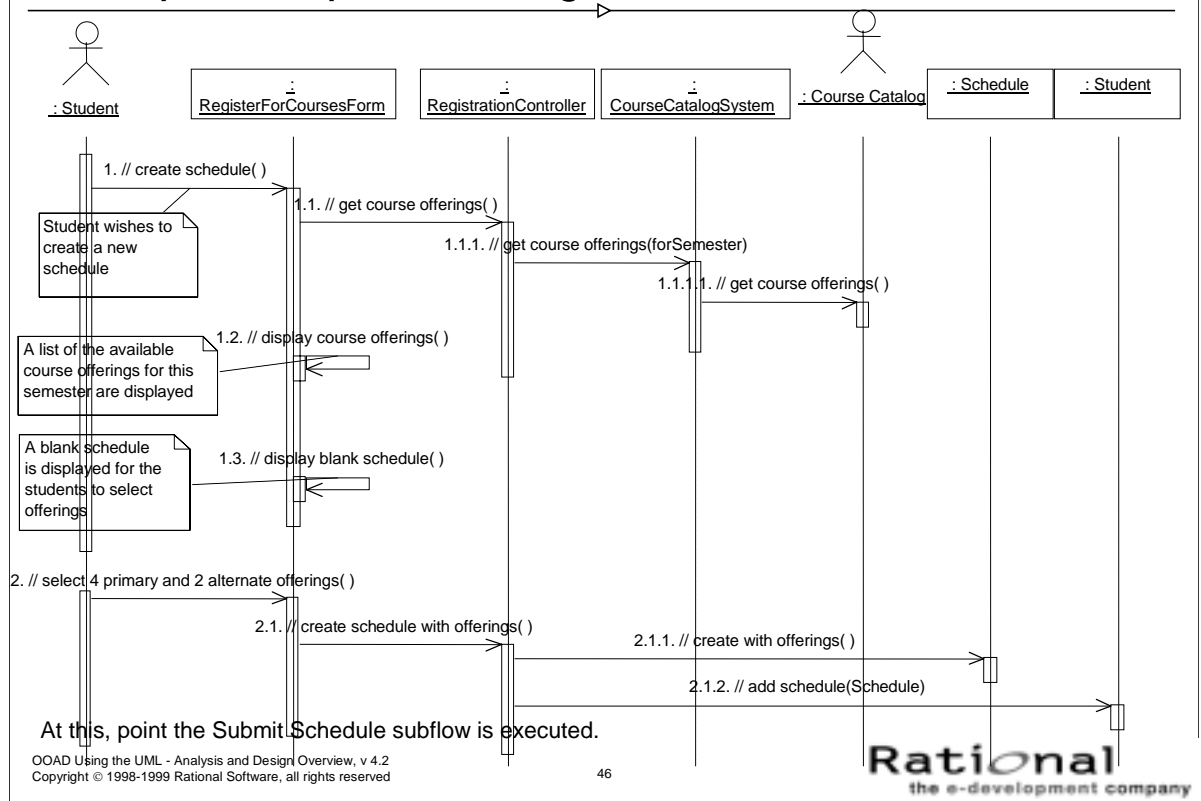 : Student
:
RegisterForCoursesForm
:
RegistrationController
:
CourseCatalogSystem
: Course Catalog
: Schedule
: Student
1. // create schedule( )
Student wishes to
create a new
schedule
1.1. // get course offerings( )
1.1.1. // get course offerings(forSemester)
1.1.1.1. // get course offerings( )
1.2. // display course offerings( )
A list of the available
course offerings for this
semester are displayed
1.3. // display blank schedule( )
A blank schedule
is displayed for the
students to select
offerings
2. // select 4 primary and 2 alternate offerings( )
2.1. // create schedule with offerings( )
2.1.1. // create with offerings( )
2.1.2. // add schedule(Schedule)
At this, point the Submit Schedule subflow is executed.
OOAD Using the UML - Analysis and Design Overview, v 4.2
Copyright © 1998-1999 Rational Software, all rights reserved
46
Rational
the e-development company